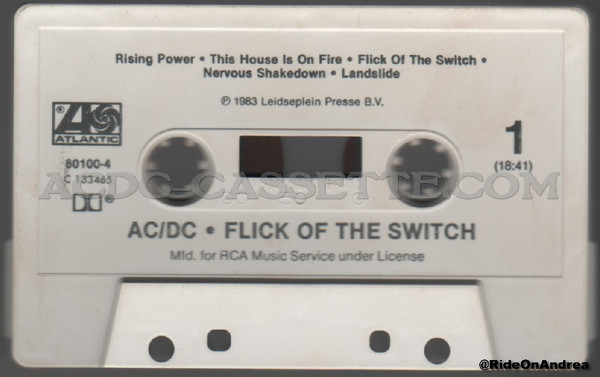 Rising Power • This House Is On Fire • Flick Of The Switch •
Nervous Shakedown • Landslide
℗ 1983 Leidseplein Presse B.V.
ATLANTIC
®
1
80100-4
(18:41)
C 133465
ACDC-CASSETTE.COM
®
AC/DC • FLICK OF THE SWITCH
Mfd. for RCA Music Service under License
@RideOnAndrea